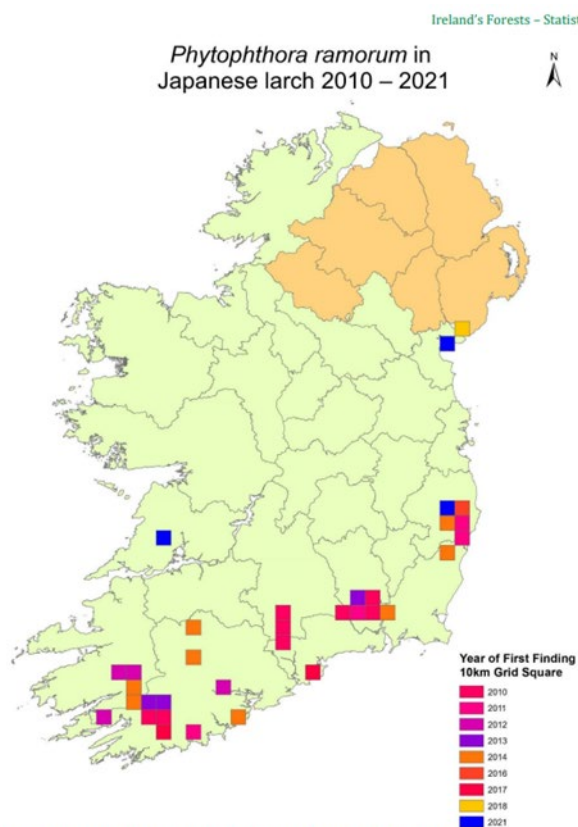 Ireland's Forests – Statist
N
Phytophthora ramorum in
Japanese larch 2010 – 2021
Year of First Finding
10km Grid Square
2010
2011
2012
2013
2014
2016
2017
2018
2021